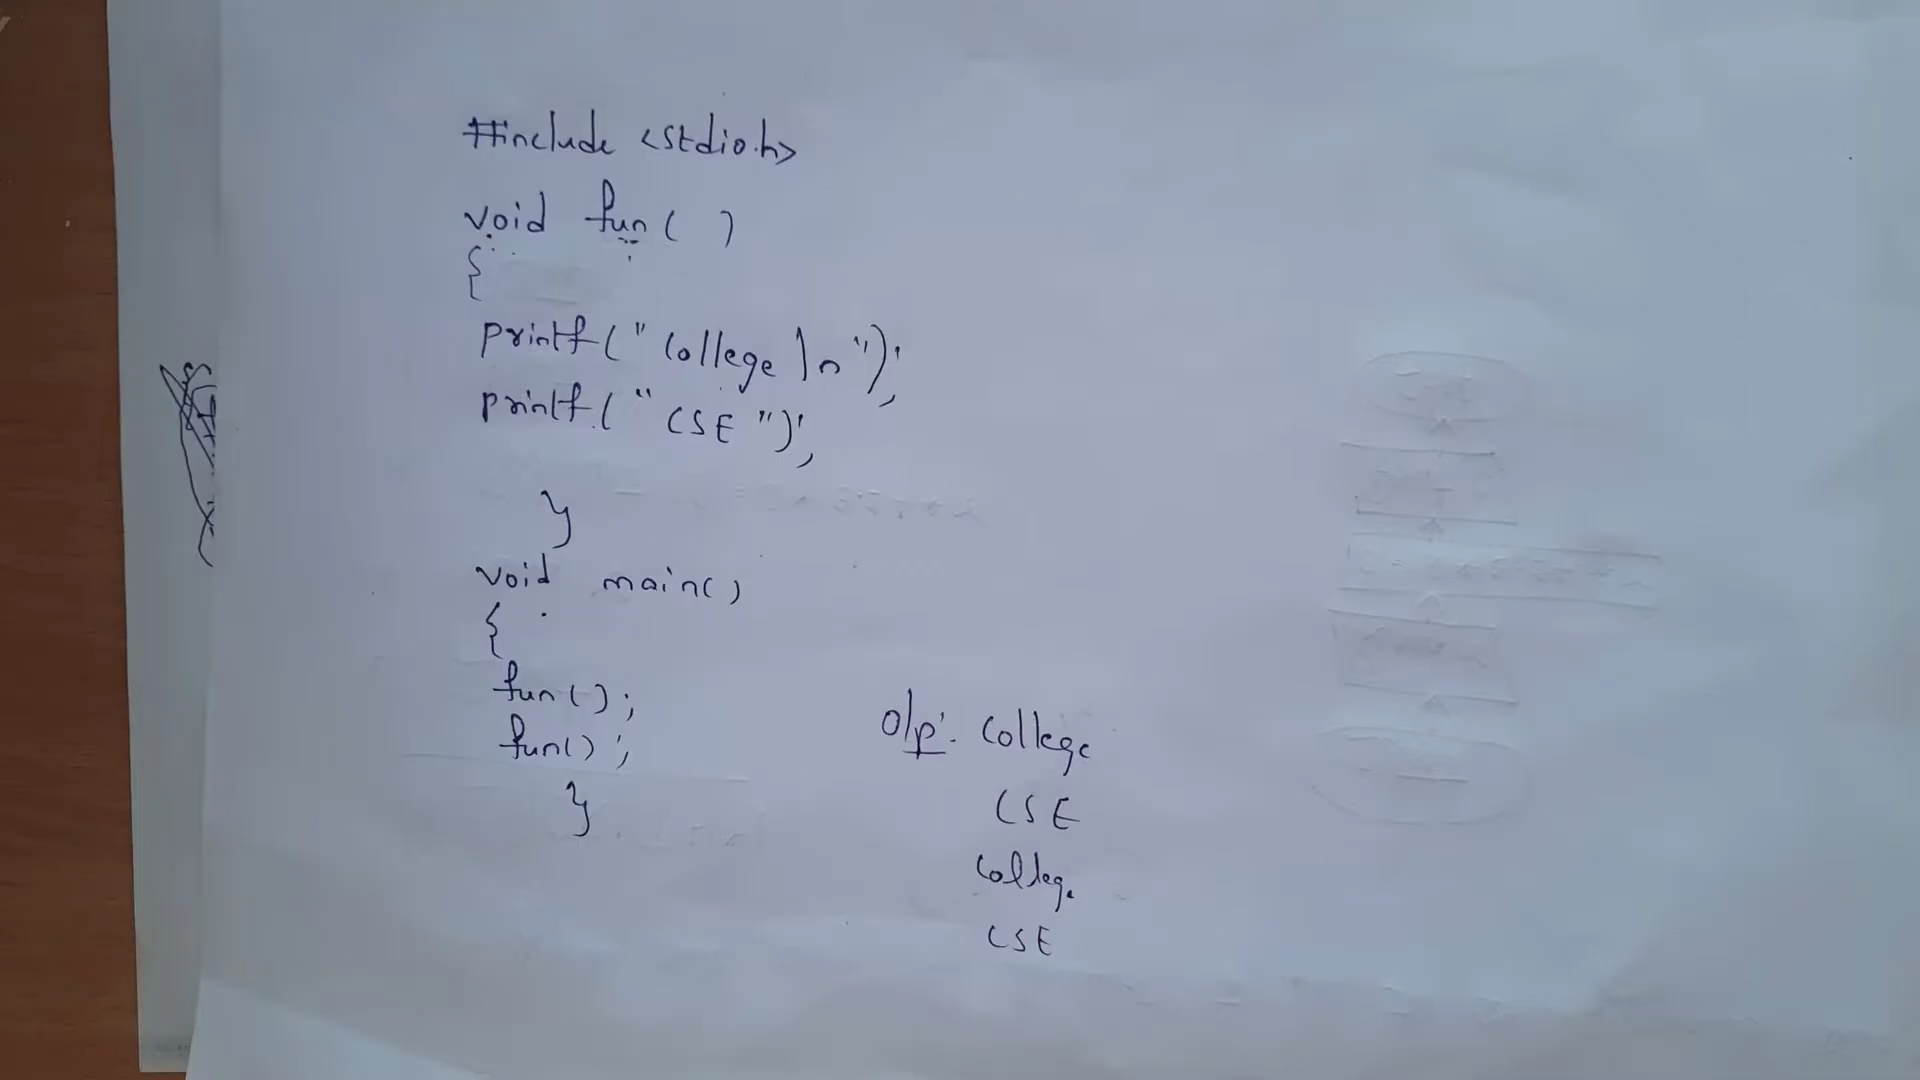 #include <stdio.h>
void fun( )
{
printf("College \n");
printf("CSE");
}
void main()
{
fun();
fun();
}
o/p: College
CSE
College
CSE